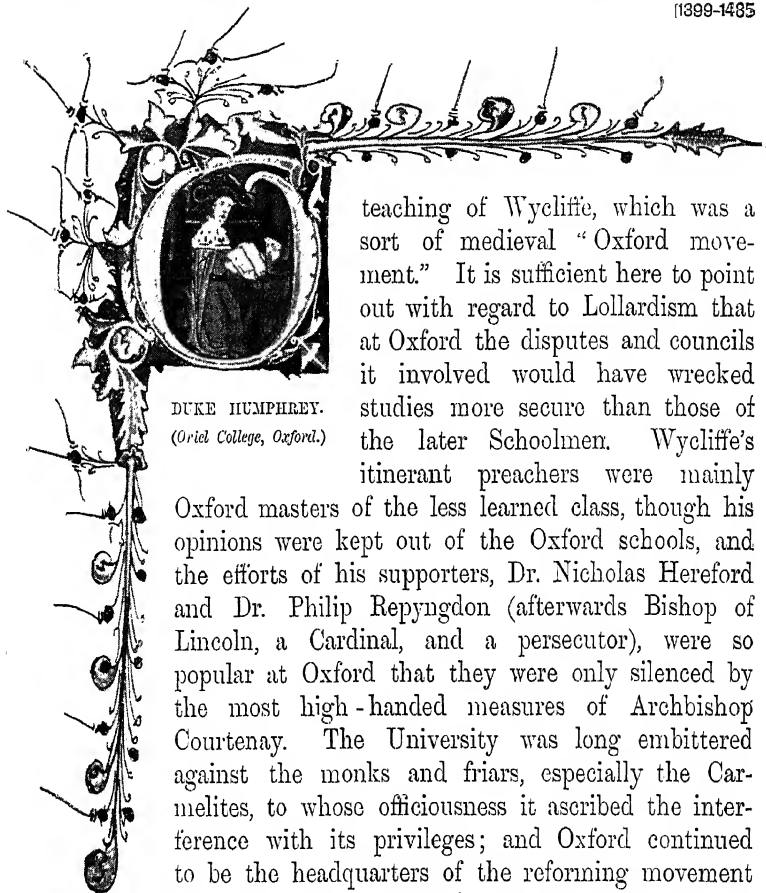 [1399-1485
teaching of Wycliffe, which was a
sort of medieval “Oxford move-
ment.” It is sufficient here to point
out with regard to Lollardism that
at Oxford the disputes and councils
it involved would have wrecked
studies more secure than those of
the later Schoolmen. Wycliffe's
itinerant preachers were mainly
DUKE HUMPHREY.
(Oriel College, Oxford.)
Oxford masters of the less learned class, though his
opinions were kept out of the Oxford schools, and
the efforts of his supporters, Dr. Nicholas Hereford
and Dr. Philip Repyngdon (afterwards Bishop of
Lincoln, a Cardinal, and a persecutor), were so
popular at Oxford that they were only silenced by
the most high-handed measures of Archbishop
Courtenay. The University was long embittered
against the monks and friars, especially the Car-
melites, to whose officiousness it ascribed the inter-
ference with its privileges; and Oxford continued
to be the headquarters of the reforming movement